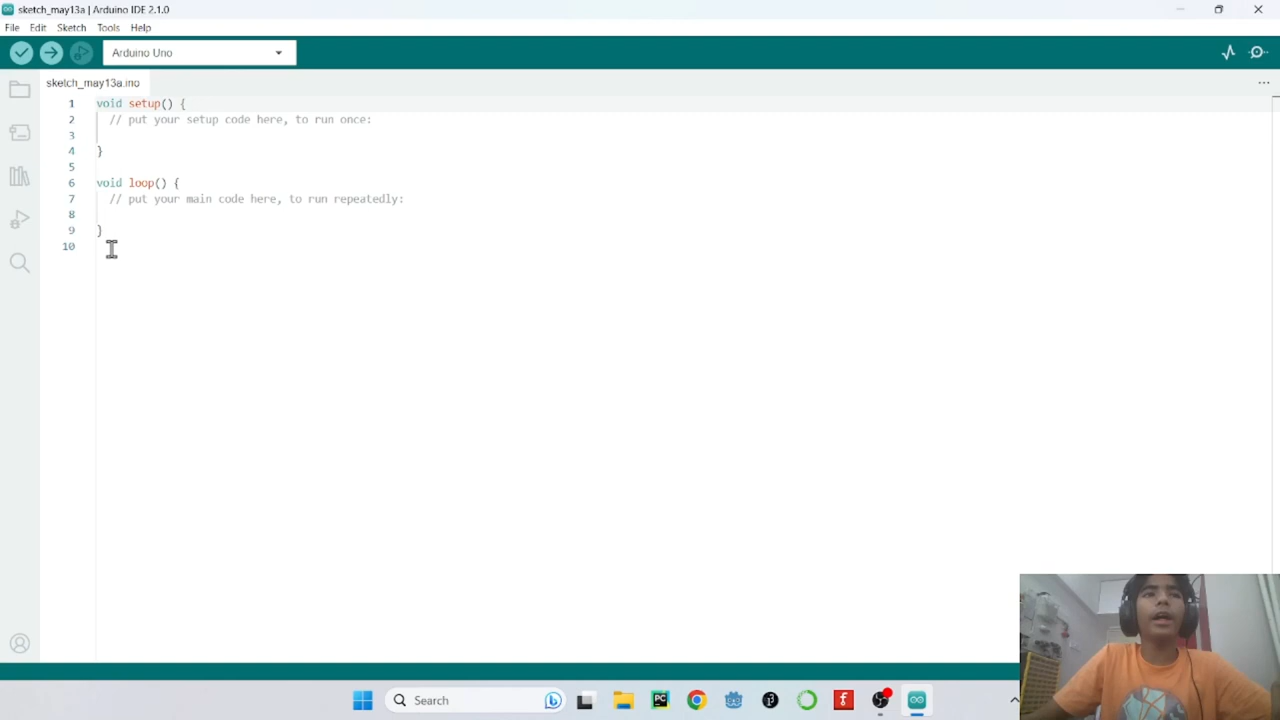 sketch_may13a | Arduino IDE 2.1.0
File Edit Sketch Tools Help
Arduino Uno
sketch_may13a.ino
1 void setup() {
2 // put your setup code here, to run once:
3
4 }
5
6 void loop() {
7 // put your main code here, to run repeatedly:
8
9 }
10
Search
PC